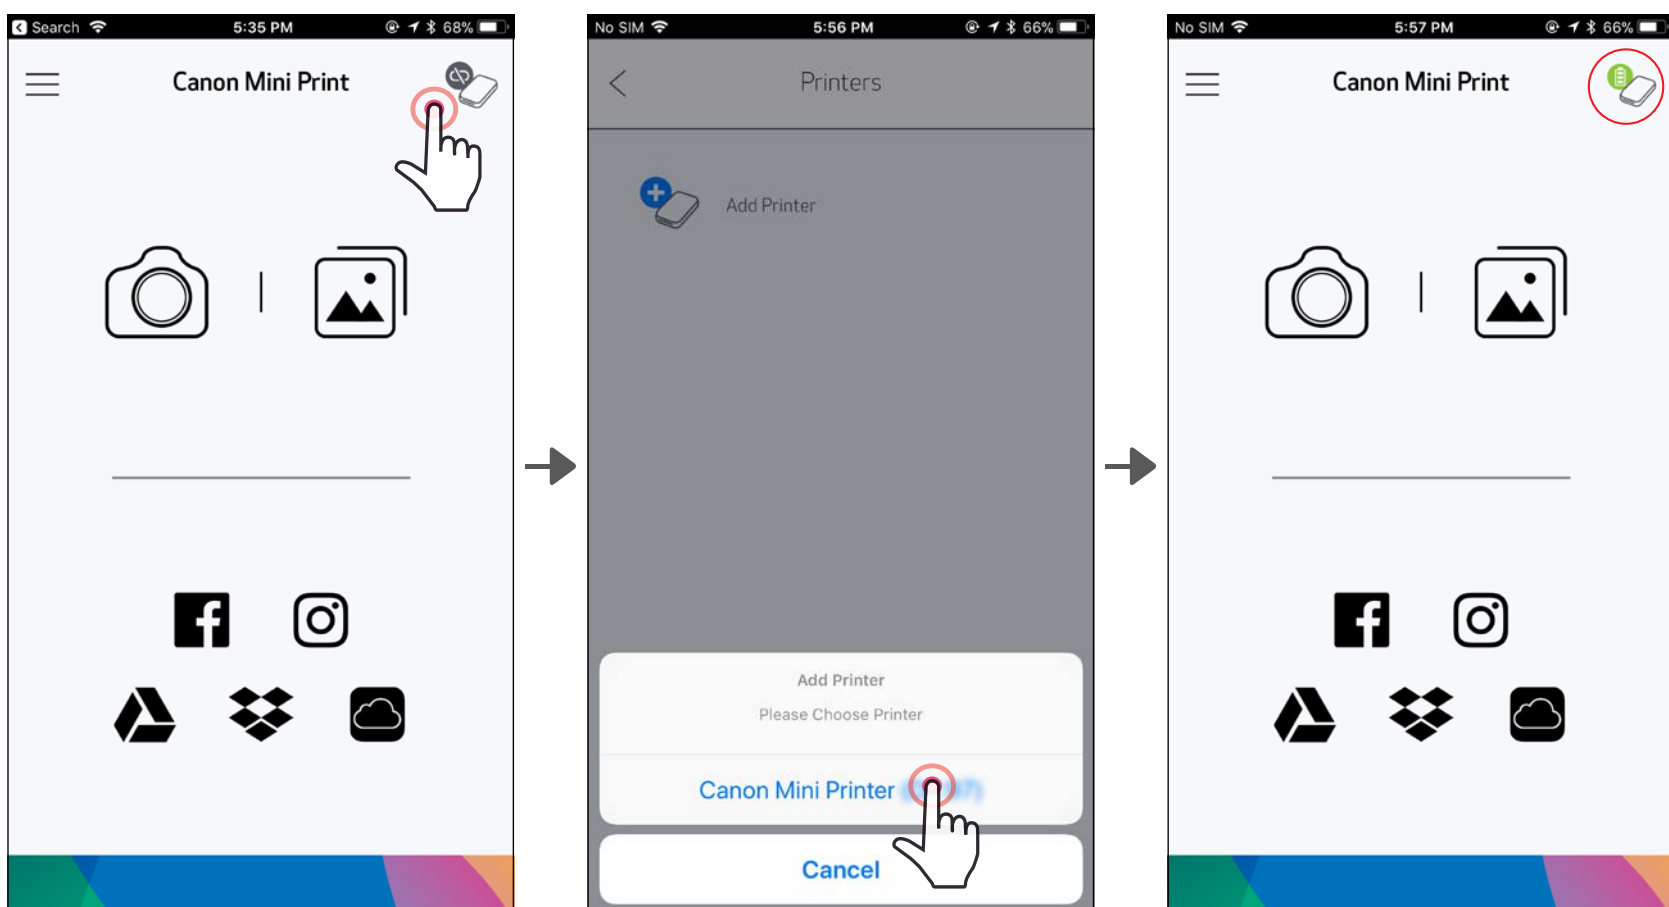 Search 5:35 PM 68%
Canon Mini Print
No SIM 5:56 PM 66%
Printers
Add Printer
Add Printer
Please Choose Printer
Canon Mini Printer
Cancel
No SIM 5:57 PM 66%
Canon Mini Print